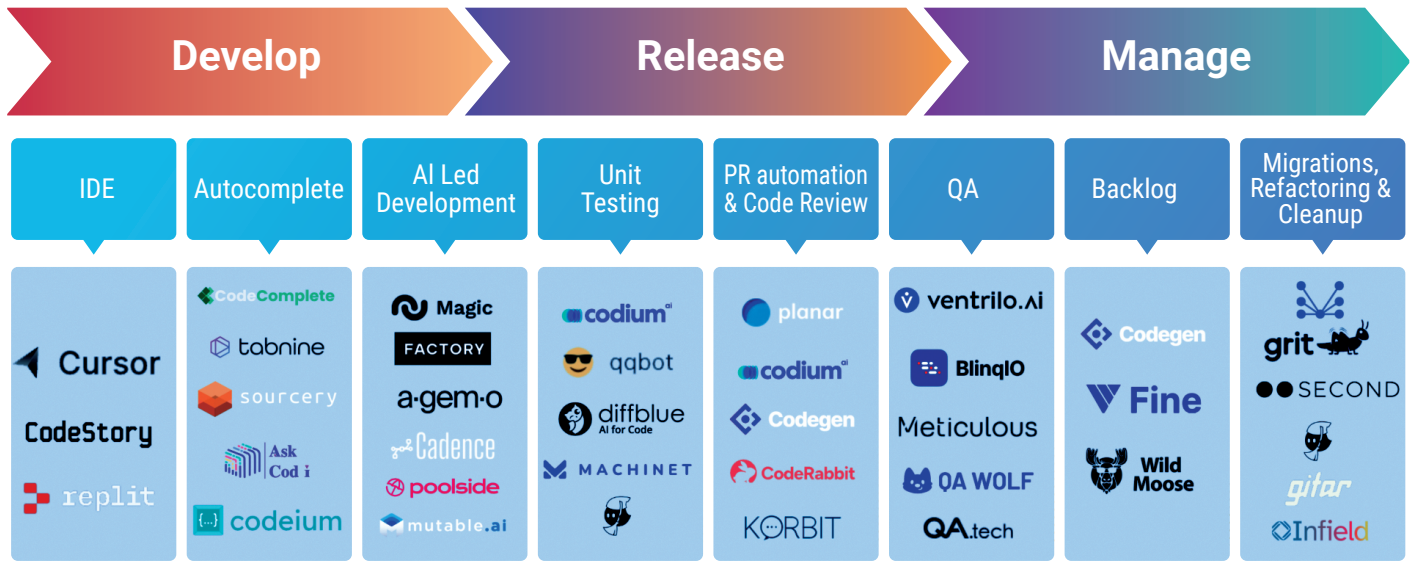 Develop
Release
Manage
IDE
Autocomplete
AI Led
Development
Unit
Testing
PR automation
& Code Review
QA
Backlog
Migrations,
Refactoring &
Cleanup
Cursor
CodeStory
replit
CodeComplete
tabnine
sourcery
Ask
Cod i
{...} codeium
Magic
FACTORY
a·gem·o
Cadence
poolside
mutable.ai
codium ai
qqbot
diffblue
AI for Code
MACHINET
planar
codium ai
Codegen
CodeRabbit
KORBIT
ventrilo.ai
BlinqIO
Meticulous
QA WOLF
QA.tech
Codegen
Fine
Wild
Moose
grit
SECOND
gitar
Infield